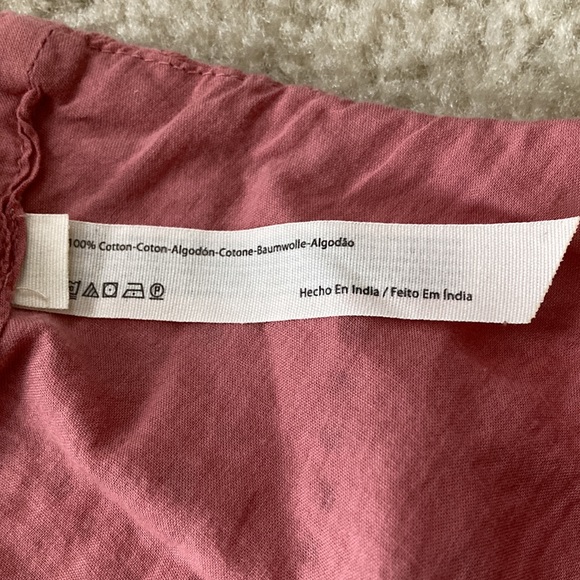 100% Cotton-Coton-Algodón-Cotone-Baumwolle-Algodão
Hecho En India / Feito Em Índia